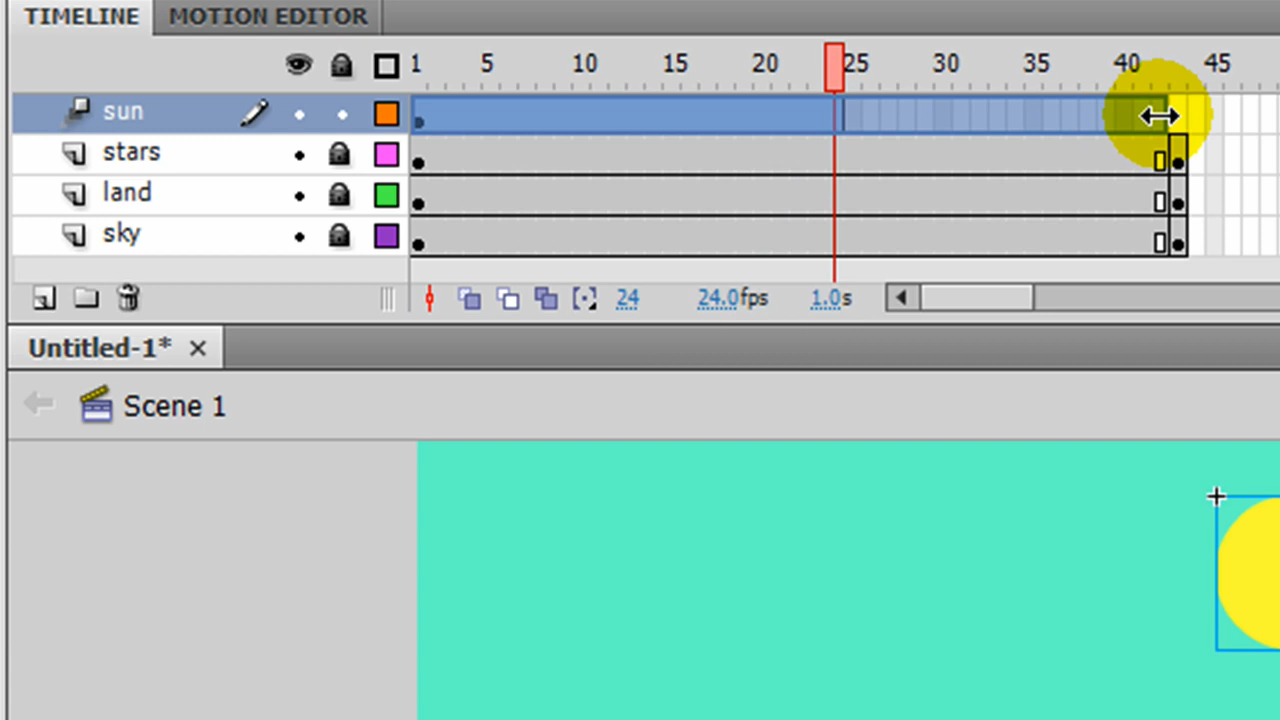 TIMELINE MOTION EDITOR
1 5 10 15 20 25 30 35 40 45
sun
stars
land
sky
24 24.0fps 1.0s
Untitled-1*
Scene 1